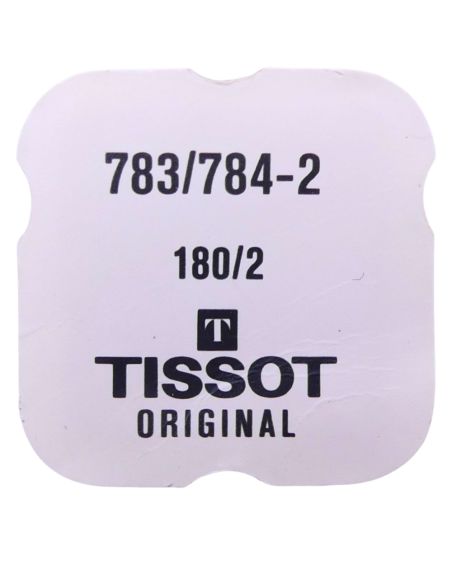 783/784-2
180/2
T
TISSOT
ORIGINAL